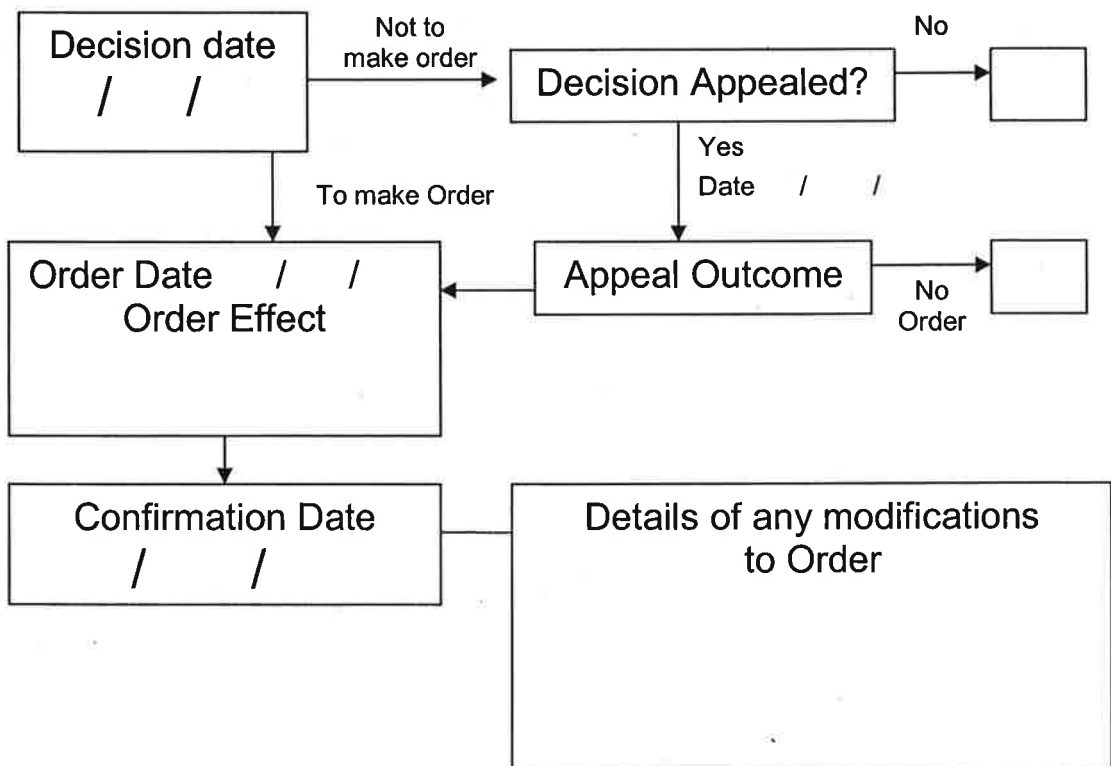 Decision date
/ /
Not to
make order
Decision Appealed?
No
Yes
Date / /
To make Order
Order Date / /
Order Effect
Appeal Outcome
No
Order
Confirmation Date
/ /
Details of any modifications
to Order